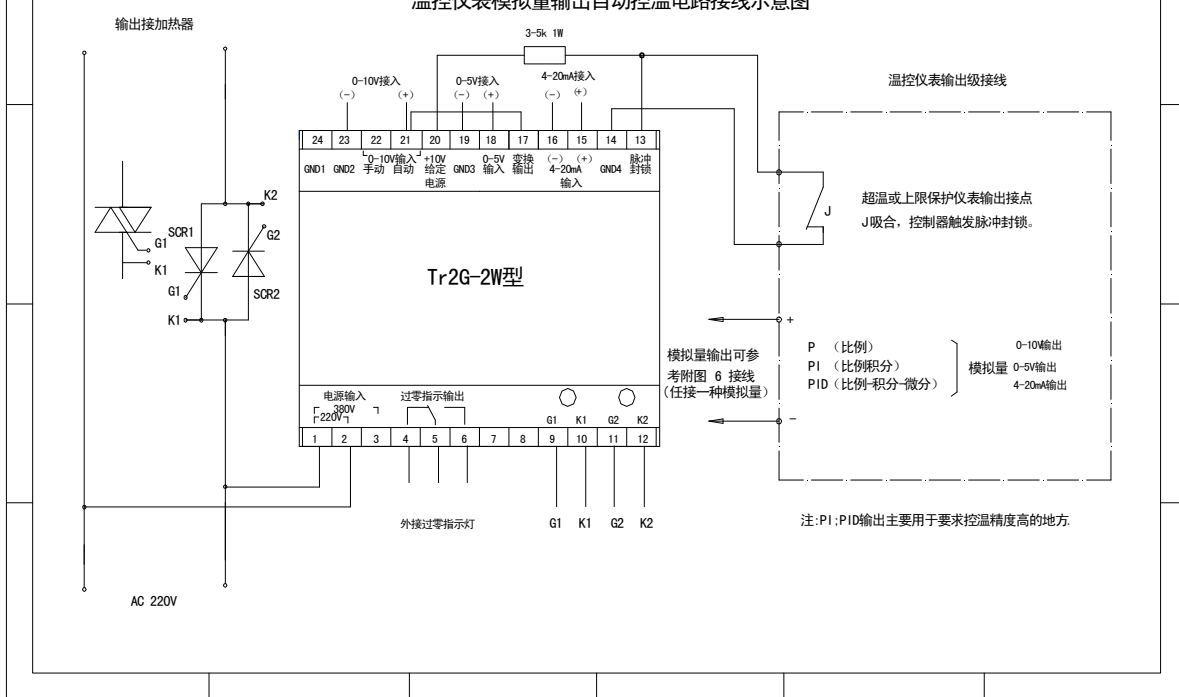 温控仪表模拟量输出自动控温电路接线示意图
输出接加热器
3-5k 1W
0-10V接入
0-5V接入
4-20mA接入
(-)
(+)
(-)
(+)
(-)
(+)
温控仪表输出级接线
24 23 22 21 20 19 18 17 16 15 14 13
GND1
GND2
0-10V输入
手动 自动
+10V
给定
电源
GND3
0-5V
输入
变换
输出
(-) (+)
4-20mA
输入
GND4
脉冲
封锁
K2
G1
K1
SCR1
G1
K1
G2
SCR2
Tr2G-2W型
J
超温或上限保护仪表输出接点
J吸合，控制器触发脉冲封锁。
+
模拟量输出可参
考附图 6 接线
(任接一种模拟量)
P （比例）
PI （比例积分）
PID（比例-积分-微分）
模拟量
0-10V输出
0-5V输出
4-20mA输出
-
电源输入
380V
220V
过零指示输出
G1 K1 G2 K2
1 2 3 4 5 6 7 8 9 10 11 12
外接过零指示灯
G1 K1 G2 K2
注:PI;PID输出主要用于要求控温精度高的地方.
AC 220V